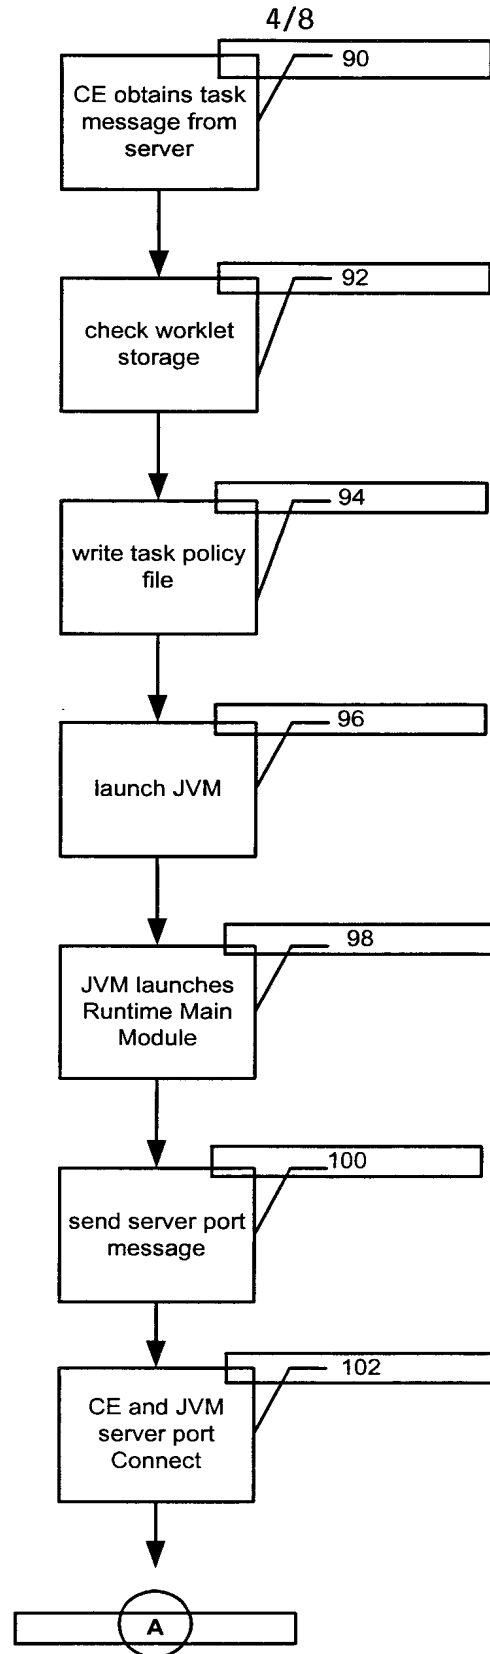 4/8
90
CE obtains task
message from
server
92
check worklet
storage
94
write task policy
file
96
launch JVM
98
JVM launches
Runtime Main
Module
100
send server port
message
102
CE and JVM
server port
Connect
A